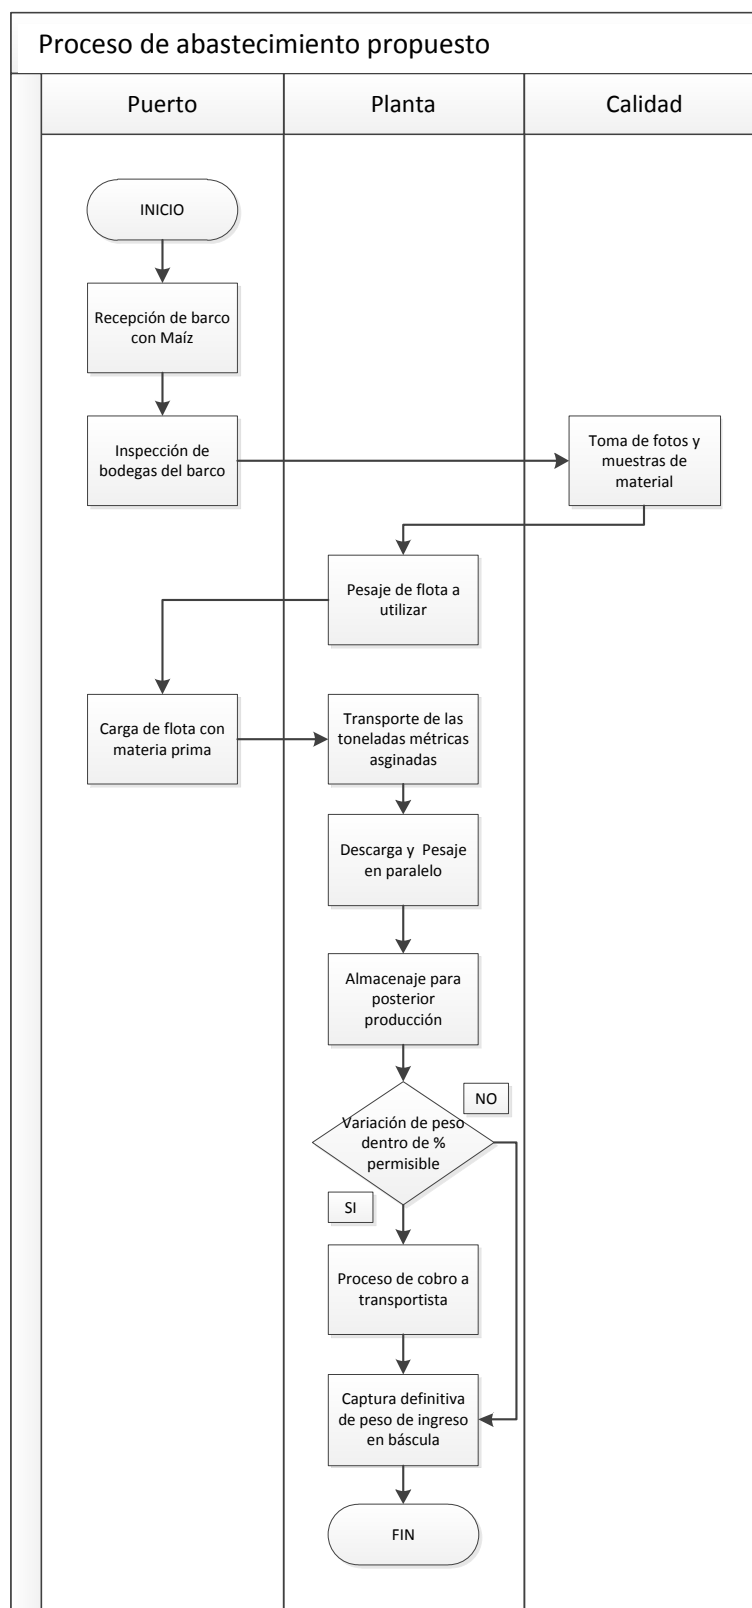 Proceso de abastecimiento propuesto
Puerto
Planta
Calidad
INICIO
Recepción de barco
con Maíz
Inspección de
bodegas del barco
Toma de fotos y
muestras de
material
Pesaje de flota a
utilizar
Carga de flota con
materia prima
Transporte de las
toneladas métricas
asginadas
Descarga y Pesaje
en paralelo
Almacenaje para
posterior
producción
NO
Variación de peso
dentro de %
permisible
SI
Proceso de cobro a
transportista
Captura definitiva
de peso de ingreso
en báscula
FIN